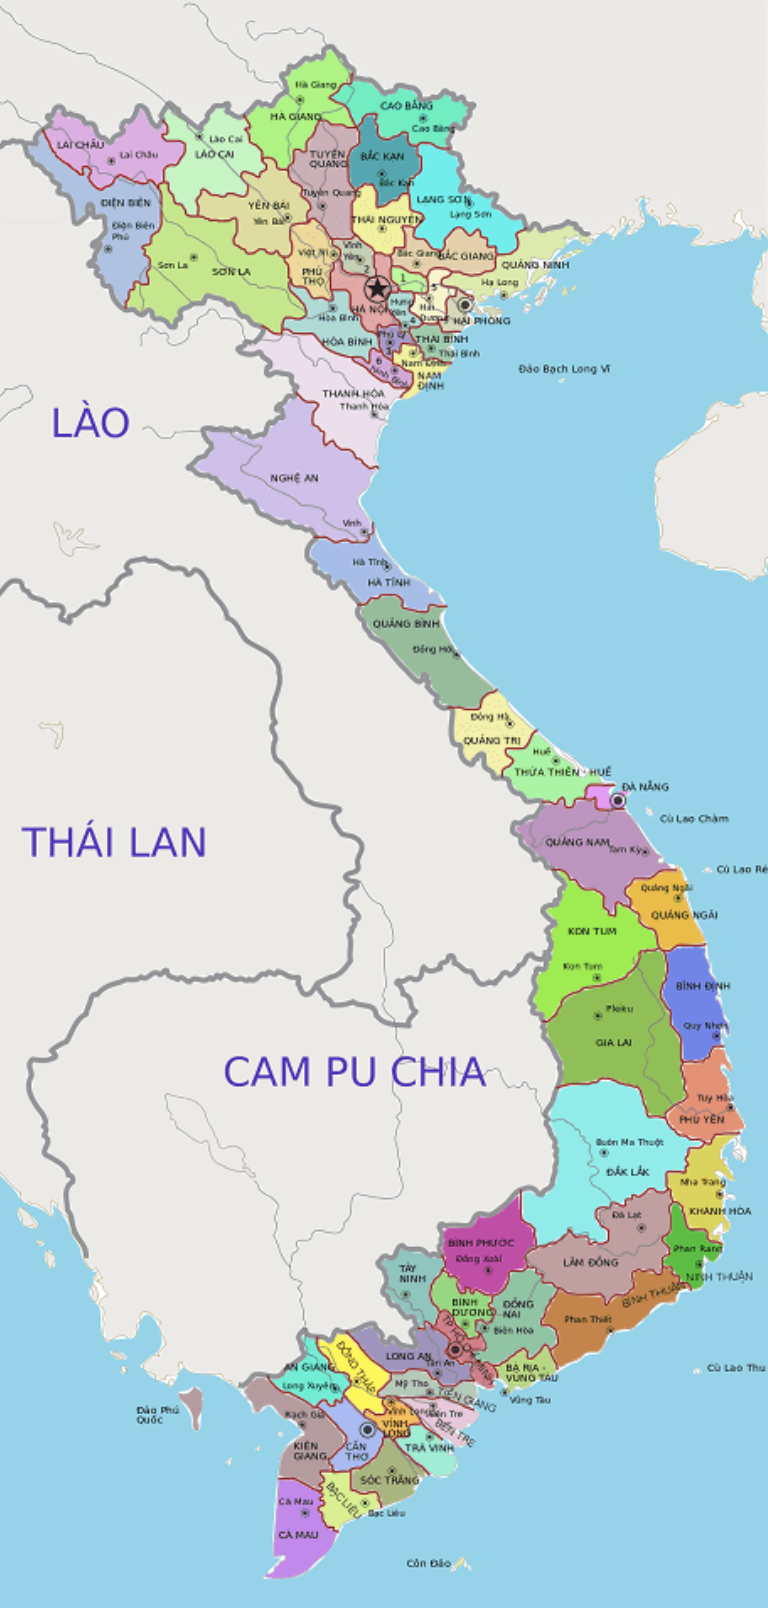 Hà Giang
HÀ GIANG
CAO BẰNG
Cao Bằng
LAI CHÂU
Lai Châu
Lào Cai
LÀO CAI
TUYÊN
QUANG
Tuyên Quang
BẮC KẠN
Bắc Kạn
ĐIỆN BIÊN
Điện Biên
Phủ
YÊN BÁI
Yên Bái
LẠNG SƠN
Lạng Sơn
THÁI NGUYÊN
Sơn La
SƠN LA
Việt Trì
PHÚ
THỌ
Vĩnh
Yên
2
Bắc Giang
BẮC GIANG
QUẢNG NINH
Hạ Long
1
5
HÀ NỘI
Hưng
Yên
Hải
Dương
HẢI PHÒNG
Hòa Bình
HÒA BÌNH
4
Phủ Lý
3
THÁI BÌNH
Thái Bình
6
Ninh Bình
Nam Định
NAM
ĐỊNH
Đảo Bạch Long Vĩ
THANH HÓA
Thanh Hóa
LÀO
NGHỆ AN
Vinh
Hà Tĩnh
HÀ TĨNH
QUẢNG BÌNH
Đồng Hới
Đông Hà
QUẢNG TRỊ
Huế
THỪA THIÊN - HUẾ
ĐÀ NẴNG
Cù Lao Chàm
THÁI LAN
QUẢNG NAM
Tam Kỳ
Cù Lao Ré
Quảng Ngãi
QUẢNG NGÃI
KON TUM
Kon Tum
BÌNH ĐỊNH
Quy Nhơn
Pleiku
GIA LAI
CAM PU CHIA
Tuy Hòa
PHÚ YÊN
Buôn Ma Thuột
ĐẮK LẮK
Nha Trang
KHÁNH HÒA
Đà Lạt
LÂM ĐỒNG
Phan Rang
NINH THUẬN
BÌNH PHƯỚC
Đồng Xoài
TÂY
NINH
BÌNH
DƯƠNG
ĐỒNG
NAI
Biên Hòa
BÌNH THUẬN
Phan Thiết
TP HỒ CHÍ MINH
LONG AN
Tân An
BÀ RỊA -
VŨNG TÀU
Vũng Tàu
Cù Lao Thu
AN GIANG
Long Xuyên
ĐỒNG THÁP
Mỹ Tho
TIỀN GIANG
Bến Tre
BẾN TRE
Vĩnh Long
VĨNH
LONG
Đảo Phú
Quốc
Rạch Giá
KIÊN
GIANG
CẦN
THƠ
TRÀ VINH
SÓC TRĂNG
BẠC LIÊU
Bạc Liêu
Cà Mau
CÀ MAU
Côn Đảo